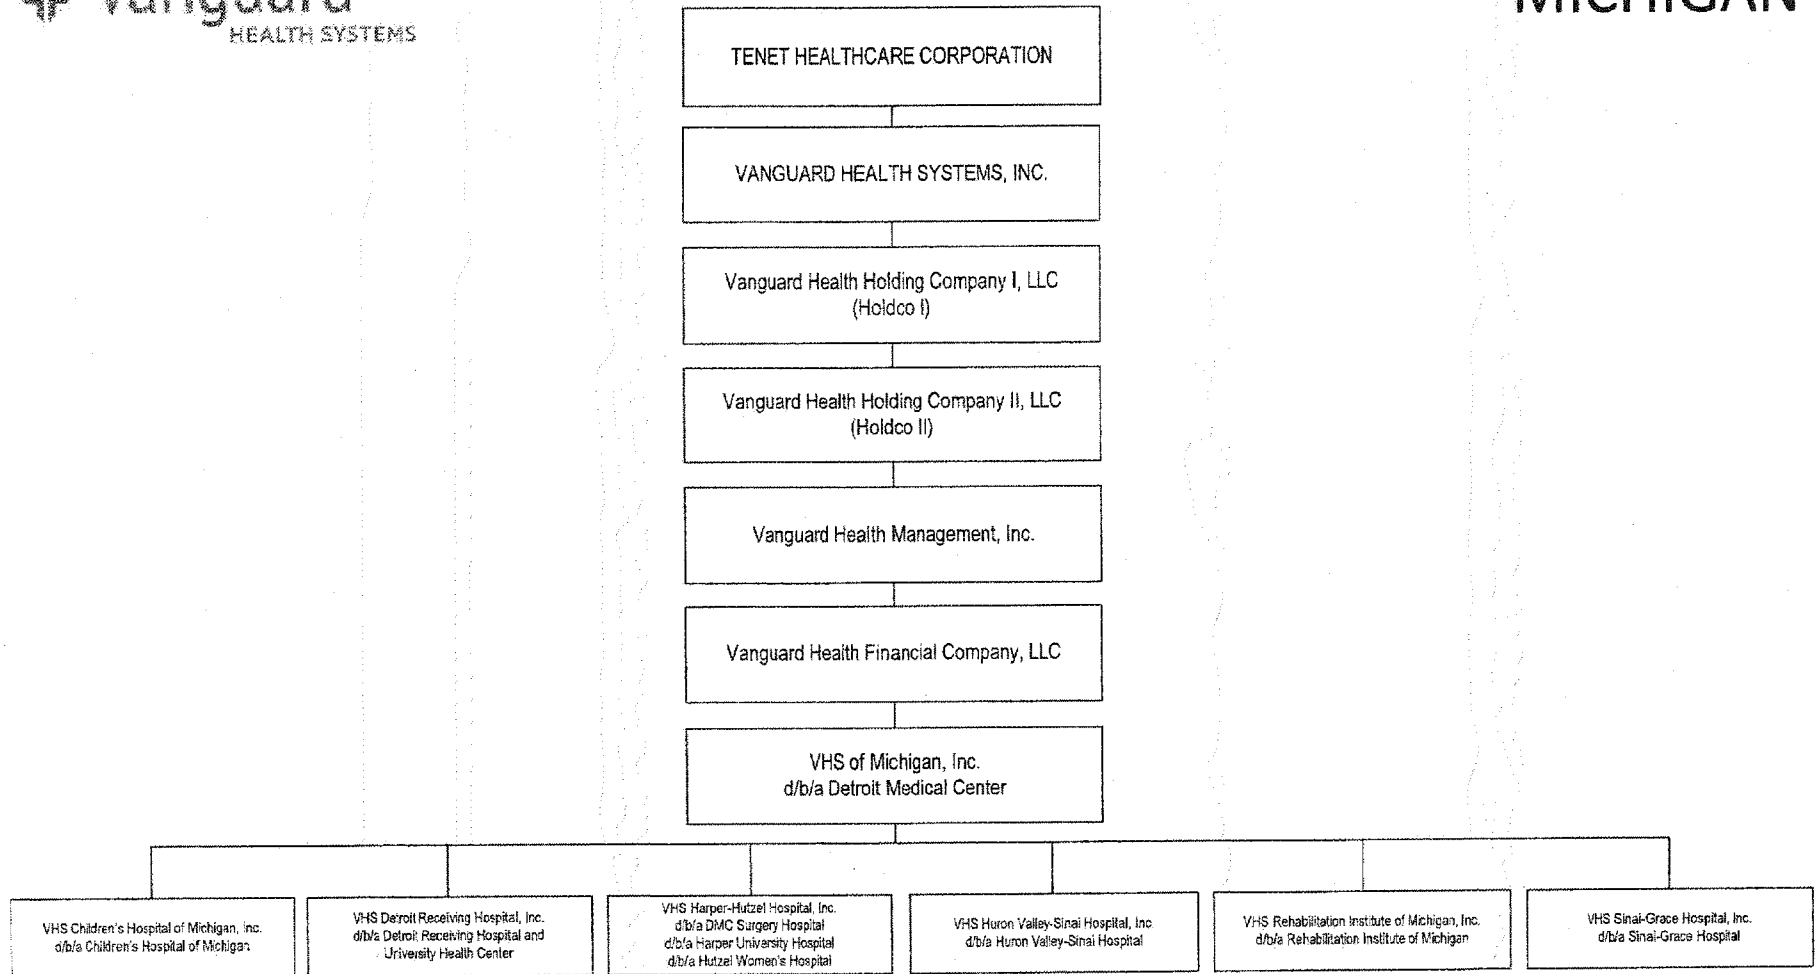 Vanguard
HEALTH SYSTEMS
MICHIGAN
TENET HEALTHCARE CORPORATION
VANGUARD HEALTH SYSTEMS, INC.
Vanguard Health Holding Company I, LLC
(Holdco I)
Vanguard Health Holding Company II, LLC
(Holdco II)
Vanguard Health Management, Inc.
Vanguard Health Financial Company, LLC
VHS of Michigan, Inc.
d/b/a Detroit Medical Center
VHS Children's Hospital of Michigan, Inc.
d/b/a Children's Hospital of Michigan
VHS Detroit Receiving Hospital, Inc.
d/b/a Detroit Receiving Hospital and
University Health Center
VHS Harper-Hutzel Hospital, Inc.
d/b/a DMC Surgery Hospital
d/b/a Harper University Hospital
d/b/a Hutzel Women's Hospital
VHS Huron Valley-Sinai Hospital, Inc
d/b/a Huron Valley-Sinai Hospital
VHS Rehabilitation Institute of Michigan, Inc.
d/b/a Rehabilitation Institute of Michigan
VHS Sinai-Grace Hospital, Inc.
d/b/a Sinai-Grace Hospital